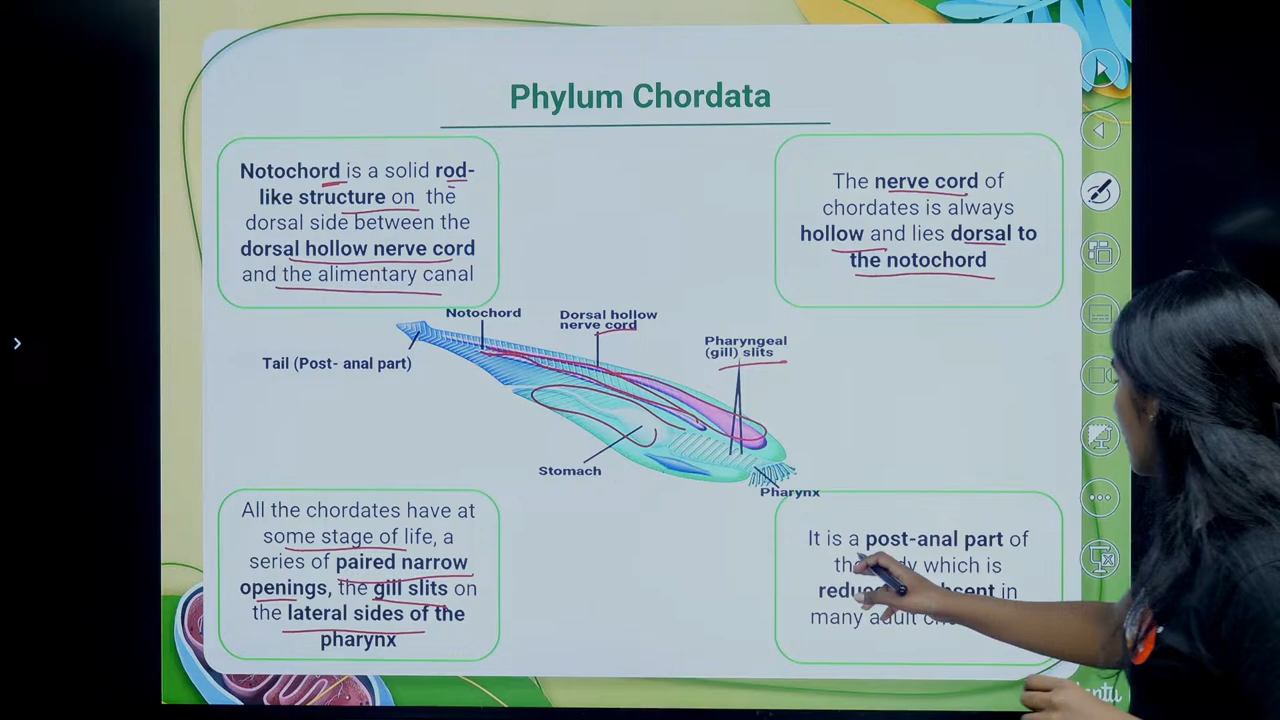 Phylum Chordata
Notochord is a solid rod-
like structure on the
dorsal side between the
dorsal hollow nerve cord
and the alimentary canal
The nerve cord of
chordates is always
hollow and lies dorsal to
the notochord
Notochord
Dorsal hollow
nerve cord
Pharyngeal
(gill) slits
Tail (Post- anal part)
Stomach
Pharynx
All the chordates have at
some stage of life, a
series of paired narrow
openings, the gill slits on
the lateral sides of the
pharynx
It is a post-anal part of
which is
in
many adult